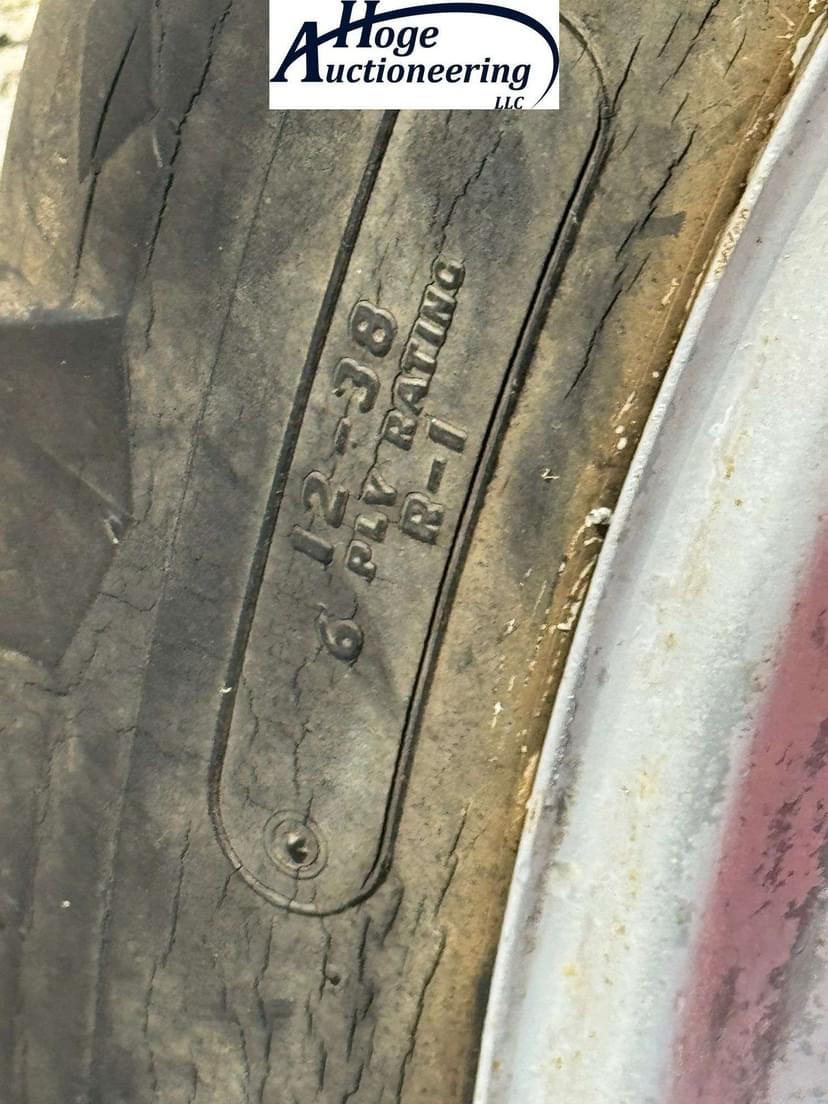 Hoge
Auctioneering
LLC
12-38
6 PLY RATING
R-1